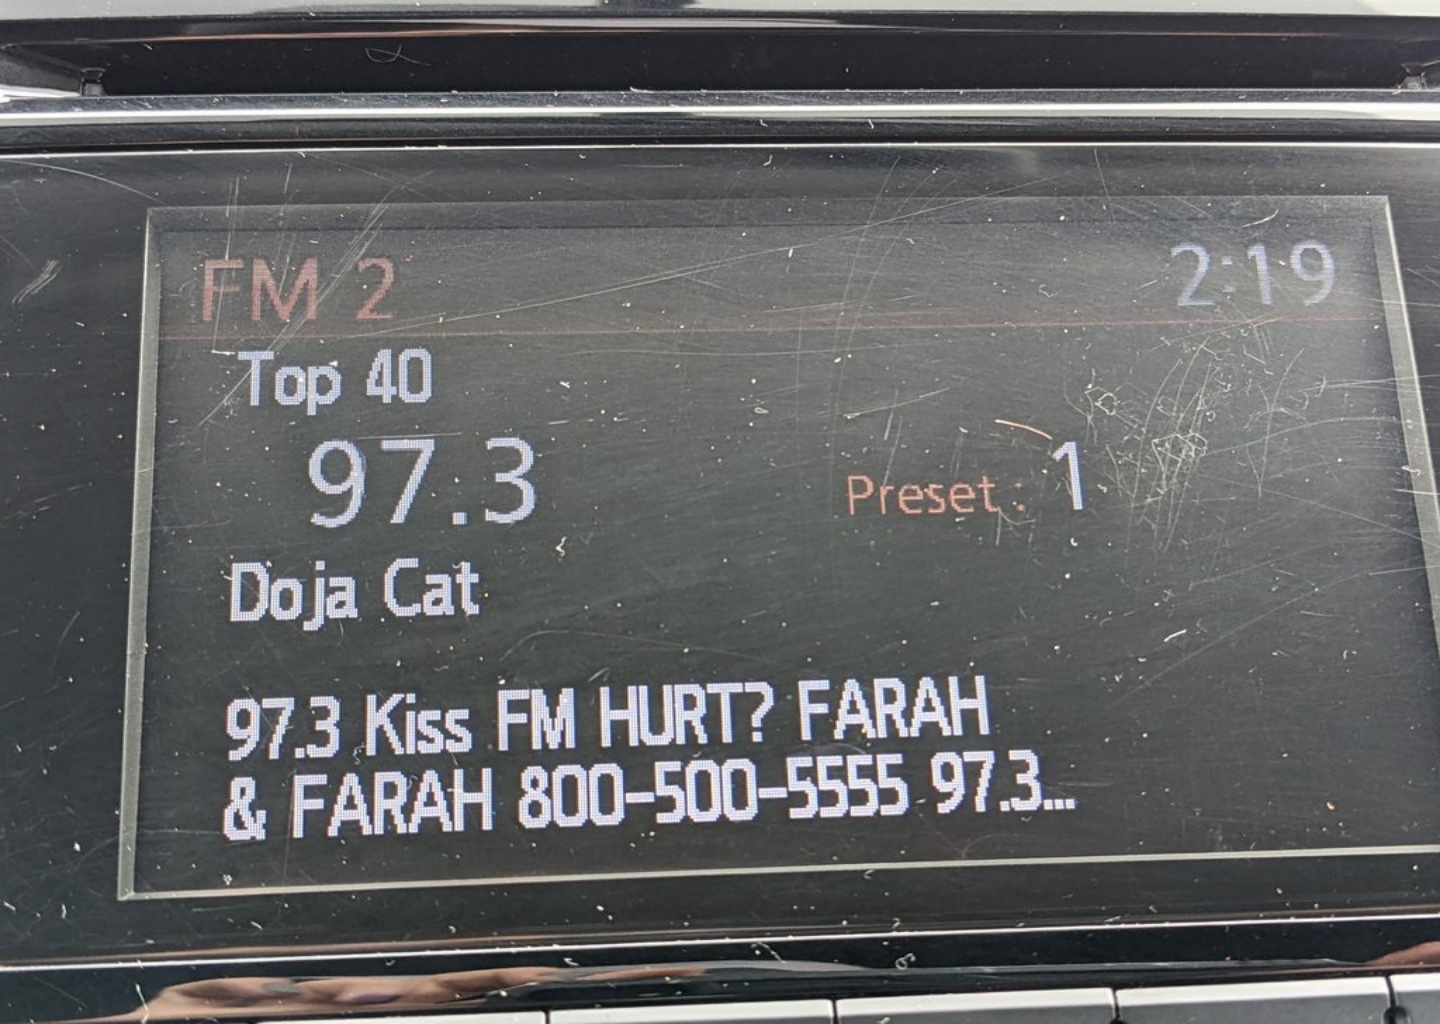 FM 2 2:19
Top 40
97.3 Preset : 1
Doja Cat
97.3 Kiss FM HURT? FARAH
& FARAH 800-500-5555 97.3...